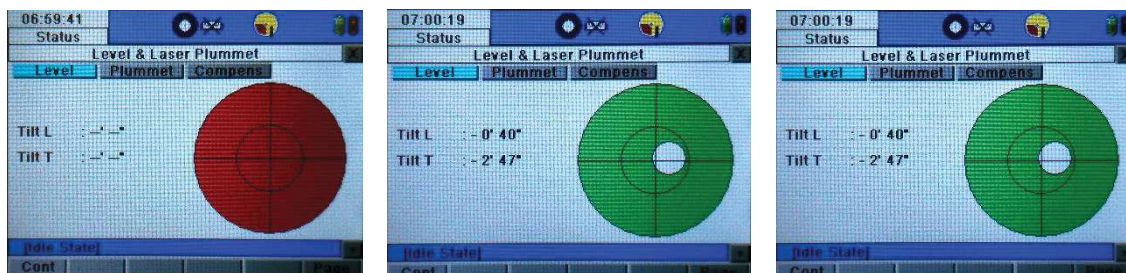 06:59:41
Status
Level & Laser Plummet
X
Level Plummet Compens
Tilt L : --' --"
Tilt T : --' --"
[Idle State]
Cont Page
07:00:19
Status
Level & Laser Plummet
X
Level Plummet Compens
Tilt L : - 0' 40"
Tilt T : - 2' 47"
[Idle State]
Cont Page
07:00:19
Status
Level & Laser Plummet
X
Level Plummet Compens
Tilt L : - 0' 40"
Tilt T : - 2' 47"
[Idle State]
Cont Page